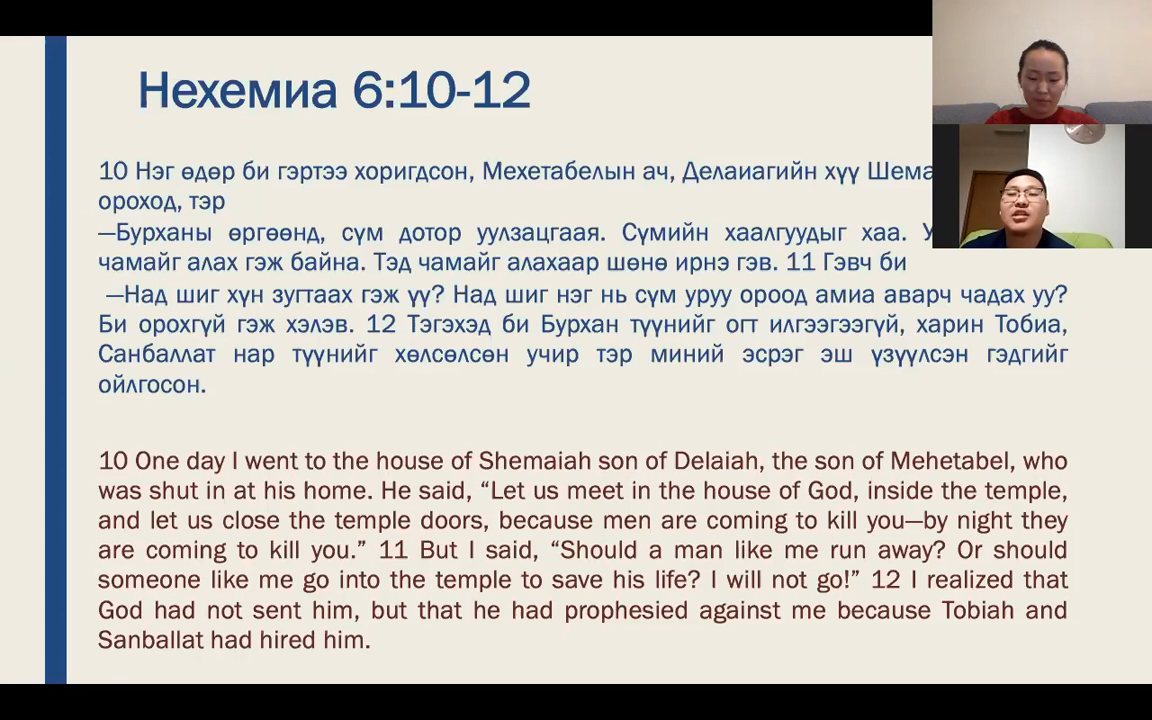 Нехемиа 6:10-12
10 Нэг өдөр би гэртээ хоригдсон, Мехетабелын ач, Делаиагийн хүү
ороход, тэр
—Бурханы өргөөнд, сүм дотор уулзацгаая. Сүмийн хаалгуудыг хаа.
чамайг алах гэж байна. Тэд чамайг алахаар шөнө ирнэ гэв. 11 Гэвч би
—Над шиг хүн зугтаах гэж үү? Над шиг нэг нь сүм уруу ороод амиа аварч чадах уу?
Би орохгүй гэж хэлэв. 12 Тэгэхэд би Бурхан түүнийг огт илгээгээгүй, харин Тобиа,
Санбаллат нар түүнийг хөлсөлсөн учир тэр миний эсрэг эш үзүүлсэн гэдгийг
ойлгосон.
10 One day I went to the house of Shemaiah son of Delaiah, the son of Mehetabel, who
was shut in at his home. He said, “Let us meet in the house of God, inside the temple,
and let us close the temple doors, because men are coming to kill you—by night they
are coming to kill you.” 11 But I said, “Should a man like me run away? Or should
someone like me go into the temple to save his life? I will not go!” 12 I realized that
God had not sent him, but that he had prophesied against me because Tobiah and
Sanballat had hired him.